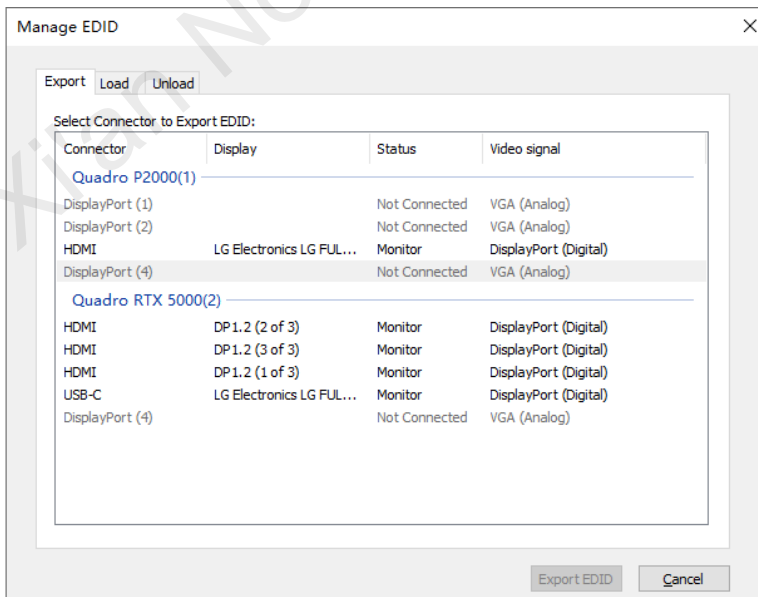 Manage EDID
Export Load Unload
Select Connector to Export EDID:
Connector Display Status Video signal
Quadro P2000(1)
DisplayPort (1) Not Connected VGA (Analog)
DisplayPort (2) Not Connected VGA (Analog)
HDMI LG Electronics LG FUL... Monitor DisplayPort (Digital)
DisplayPort (4) Not Connected VGA (Analog)
Quadro RTX 5000(2)
HDMI DP1.2 (2 of 3) Monitor DisplayPort (Digital)
HDMI DP1.2 (3 of 3) Monitor DisplayPort (Digital)
HDMI DP1.2 (1 of 3) Monitor DisplayPort (Digital)
USB-C LG Electronics LG FUL... Monitor DisplayPort (Digital)
DisplayPort (4) Not Connected VGA (Analog)
Export EDID Cancel
Xi'an